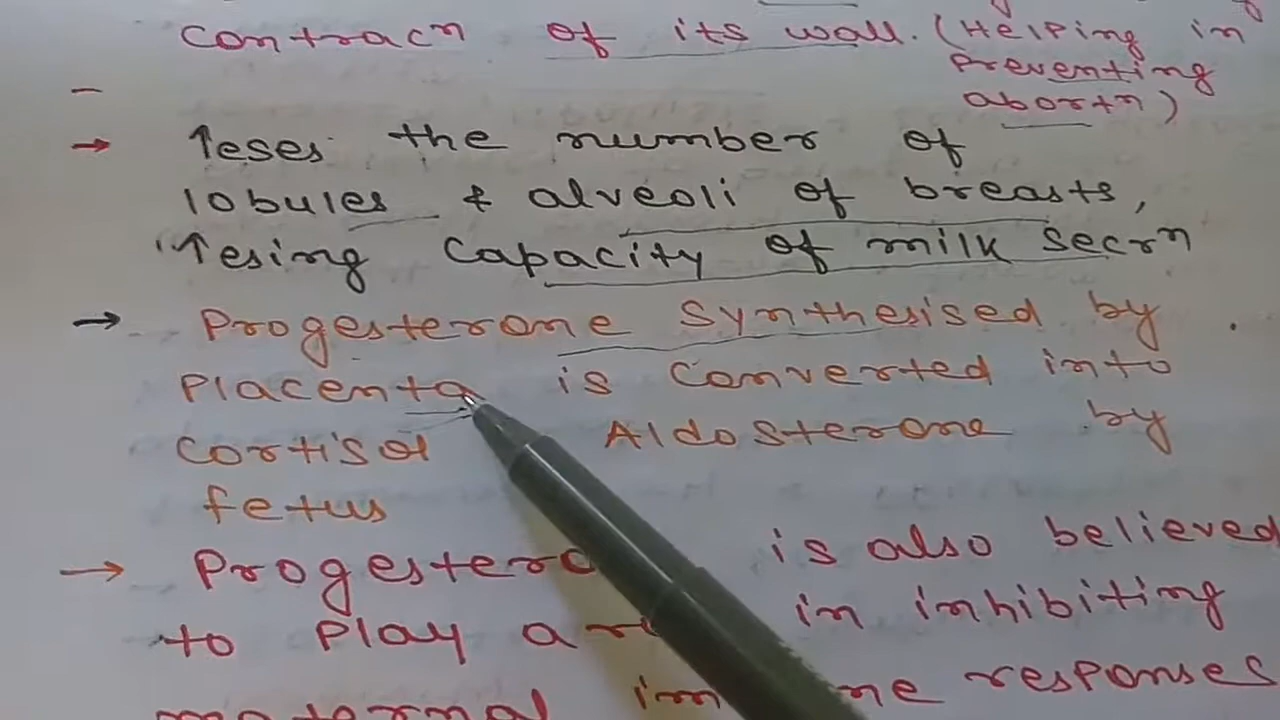 contracn of its wall. (Helping in
preventing
abortn)
↑eses the number of
lobules & alveoli of breasts,
↑esing capacity of milk secrn
Progesterone synthesised by
Placenta is converted into
cortisol Aldosterone by
fetus
is also believed
to play a in inhibiting
responses